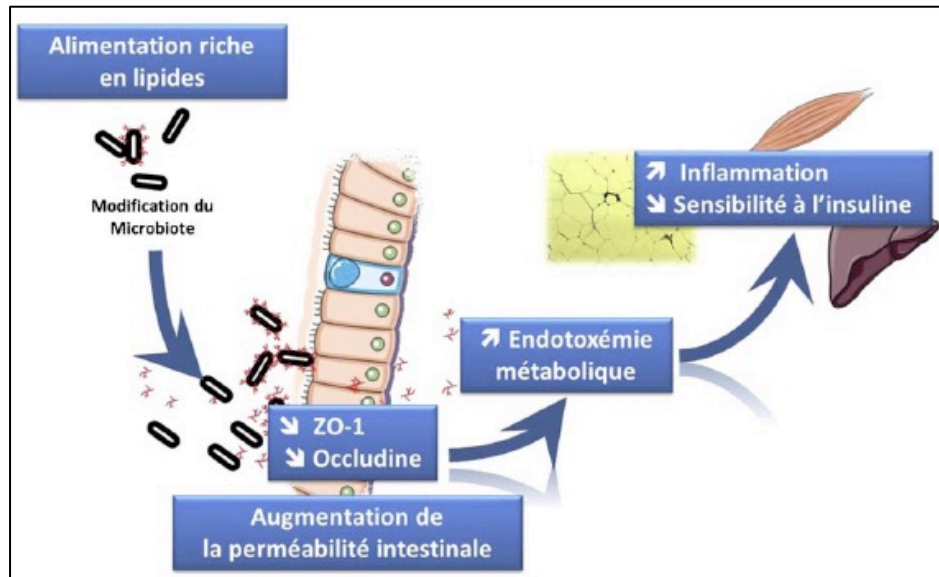 Alimentation riche
en lipides
Modification du
Microbiote
↗ Inflammation
↘ Sensibilité à l’insuline
↗ Endotoxémie
métabolique
↘ ZO-1
↘ Occludine
Augmentation de
la perméabilité intestinale